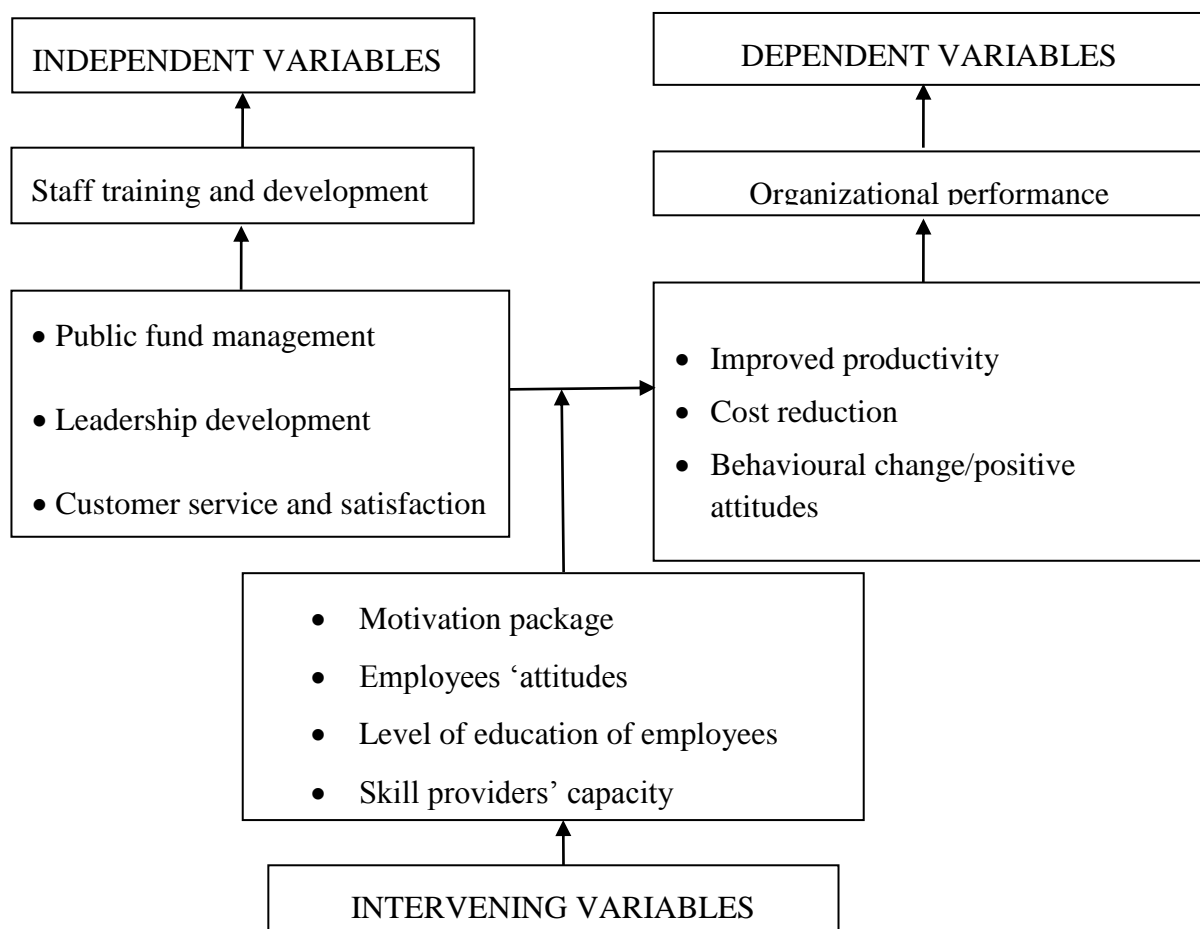 INDEPENDENT VARIABLES
DEPENDENT VARIABLES
Staff training and development
Organizational performance
• Public fund management
• Leadership development
• Customer service and satisfaction
• Improved productivity
• Cost reduction
• Behavioural change/positive
attitudes
• Motivation package
• Employees ‘attitudes
• Level of education of employees
• Skill providers’ capacity
INTERVENING VARIABLES